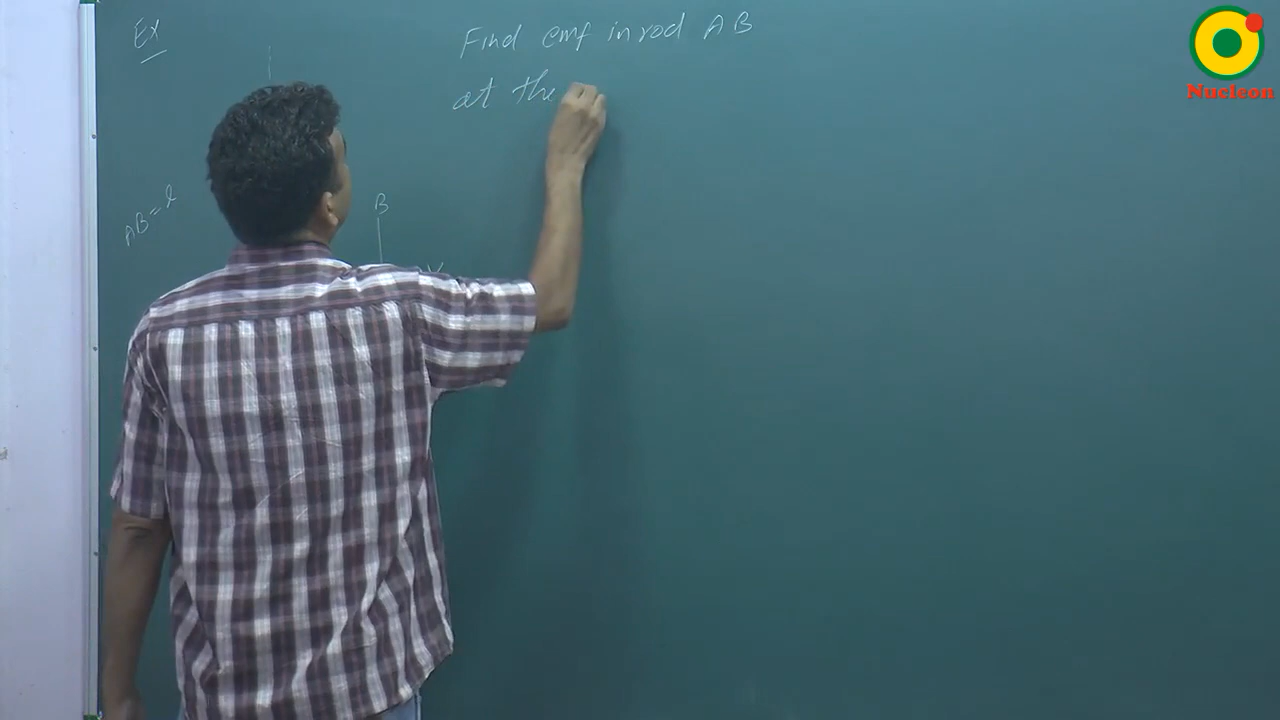 Ex
Find emf in rod AB
at the
AB = l
B
V
Nucleon